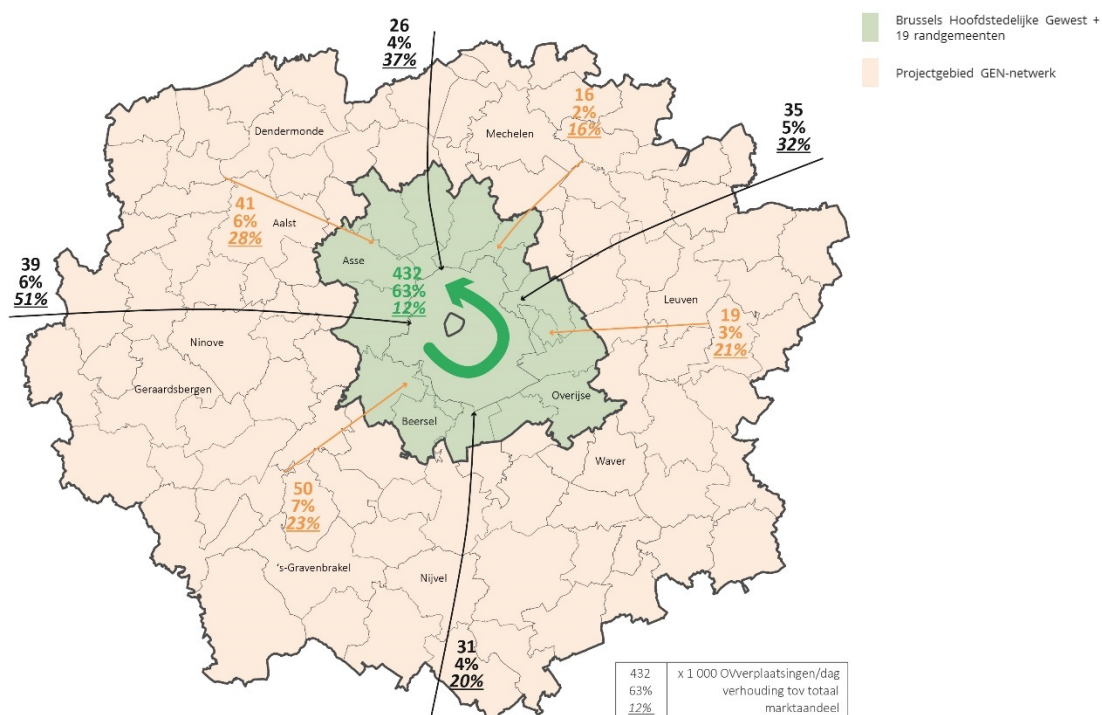 Brussels Hoofdstedelijke Gewest +
19 randgemeenten
Projectgebied GEN-netwerk
26
4%
37%
16
2%
16%
35
5%
32%
Dendermonde
Mechelen
41
6%
28%
Aalst
Asse
39
6%
51%
432
63%
12%
Leuven
19
3%
21%
Ninove
Geraardsbergen
Overijse
Beersel
Waver
50
7%
23%
's-Gravenbrakel
Nijvel
31
4%
20%
432 x 1 000 OVverplaatsingen/dag
63% verhouding tov totaal
12% marktaandeel